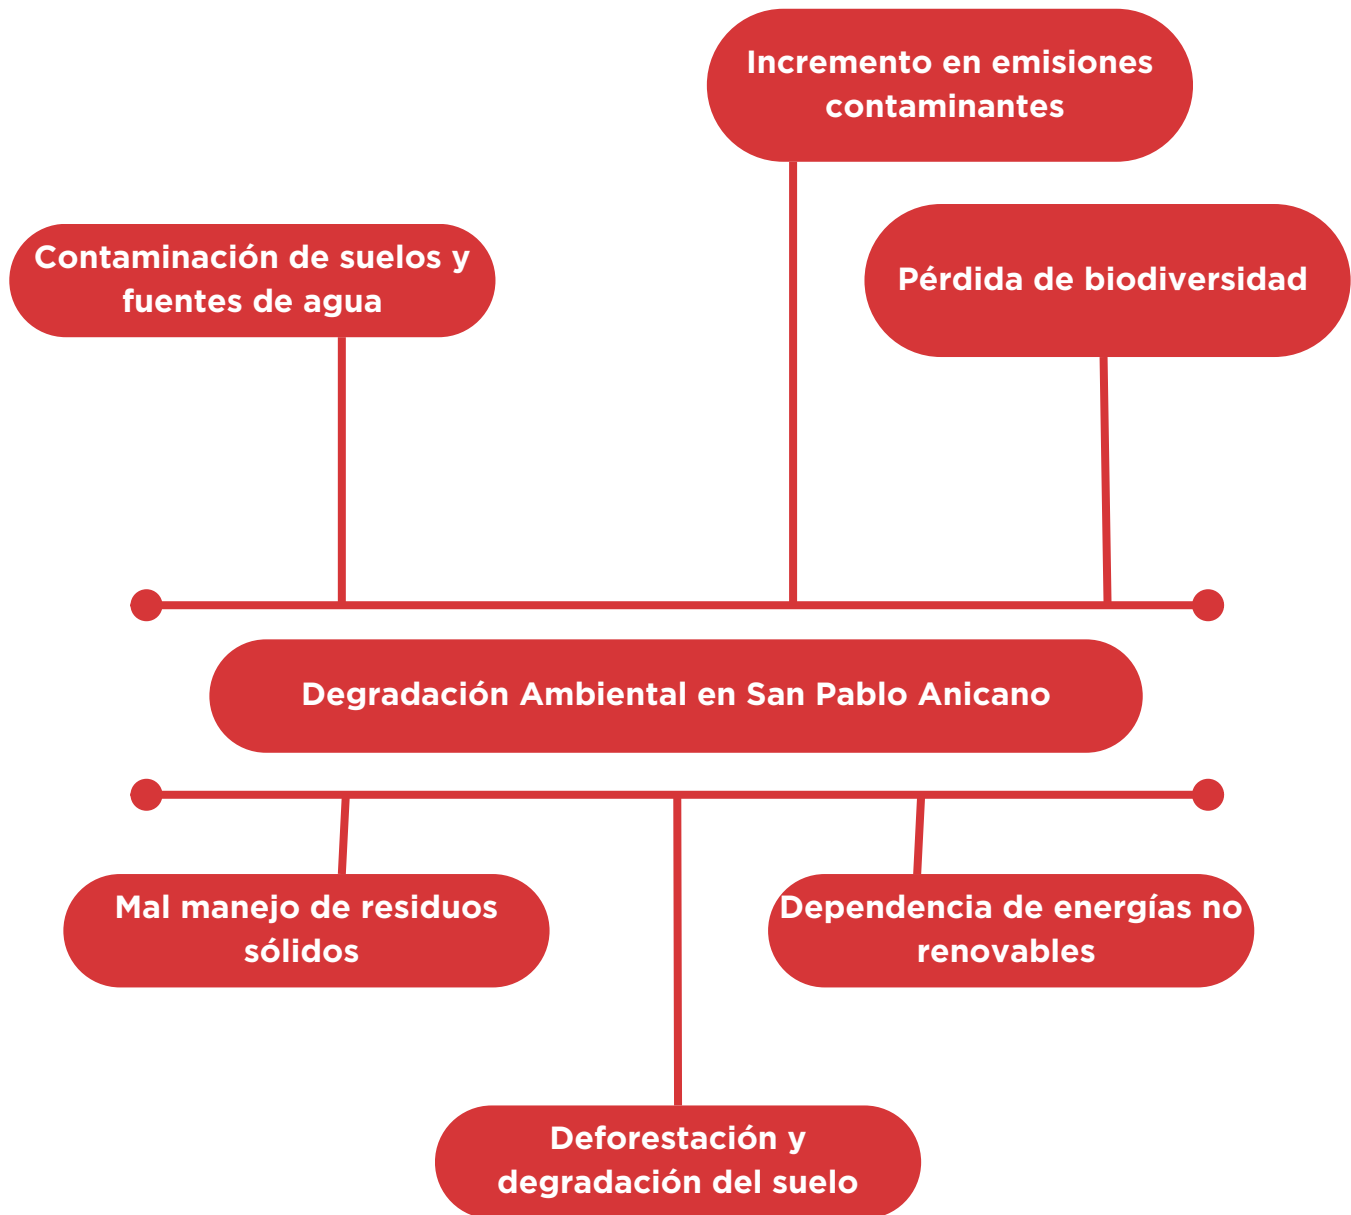 Incremento en emisiones
contaminantes
Contaminación de suelos y
fuentes de agua
Pérdida de biodiversidad
Degradación Ambiental en San Pablo Anicano
Mal manejo de residuos
sólidos
Dependencia de energías no
renovables
Deforestación y
degradación del suelo